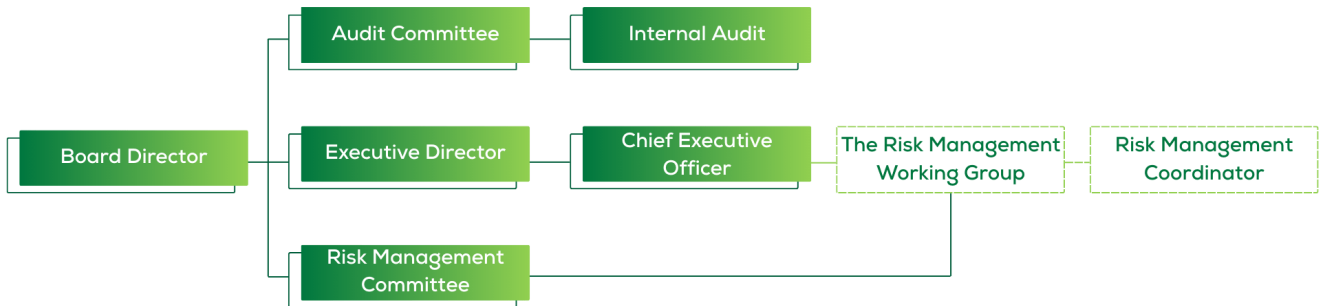 Audit Committee
Internal Audit
Board Director
Executive Director
Chief Executive
Officer
The Risk Management
Working Group
Risk Management
Coordinator
Risk Management
Committee